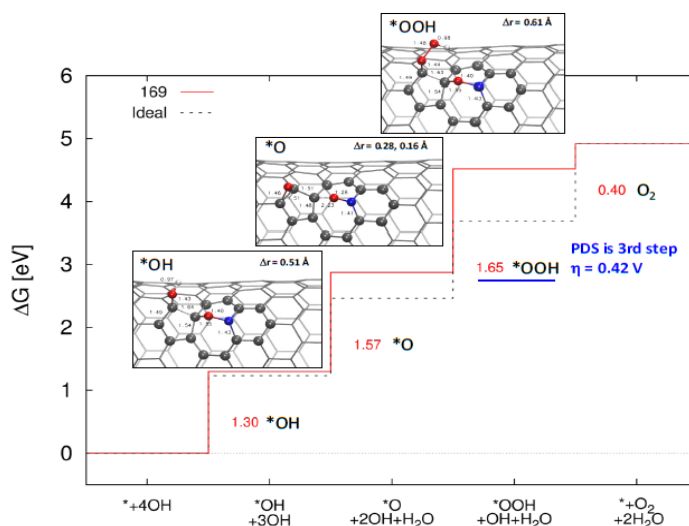 *OOH
Δr = 0.61 Å
169
Ideal
*O
Δr = 0.28, 0.16 Å
*OH
Δr = 0.51 Å
ΔG [eV]
6
5
4
3
2
1
0
0.40 O₂
PDS is 3rd step
η = 0.42 V
1.65 *OOH
1.57 *O
1.30 *OH
*+4OH
*OH
+3OH
*O
+2OH+H₂O
*OOH
+OH+H₂O
*+O₂
+2H₂O